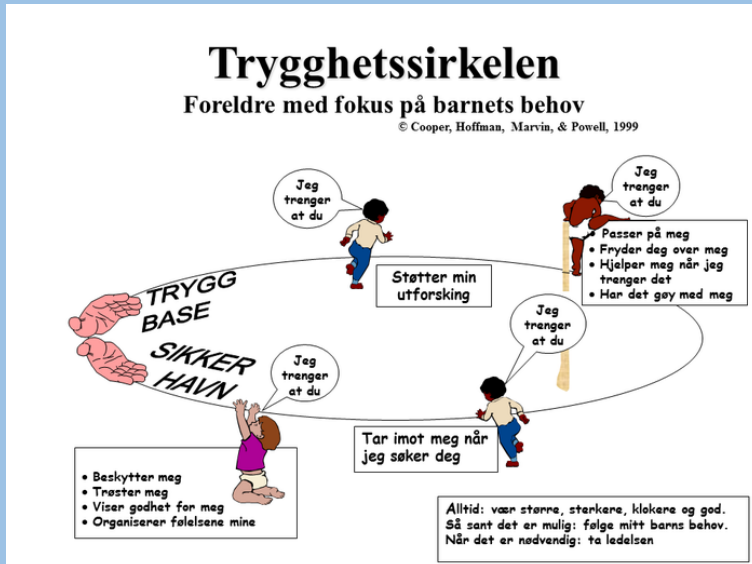 Trygghetssirkelen
Foreldre med fokus på barnets behov
© Cooper, Hoffman, Marvin, & Powell, 1999
Jeg
trenger
at du
Støtter min
utforsking
Jeg
trenger
at du
• Passer på meg
• Fryder deg over meg
• Hjelper meg når jeg
trenger det
• Har det gøy med meg
TRYGG
BASE
SIKKER
HAVN
Jeg
trenger
at du
Tar imot meg når
jeg søker deg
Jeg
trenger
at du
• Beskytter meg
• Trøster meg
• Viser godhet for meg
• Organiserer følelsene mine
Alltid: vær større, sterkere, klokere og god.
Så sant det er mulig: følge mitt barns behov.
Når det er nødvendig: ta ledelsen